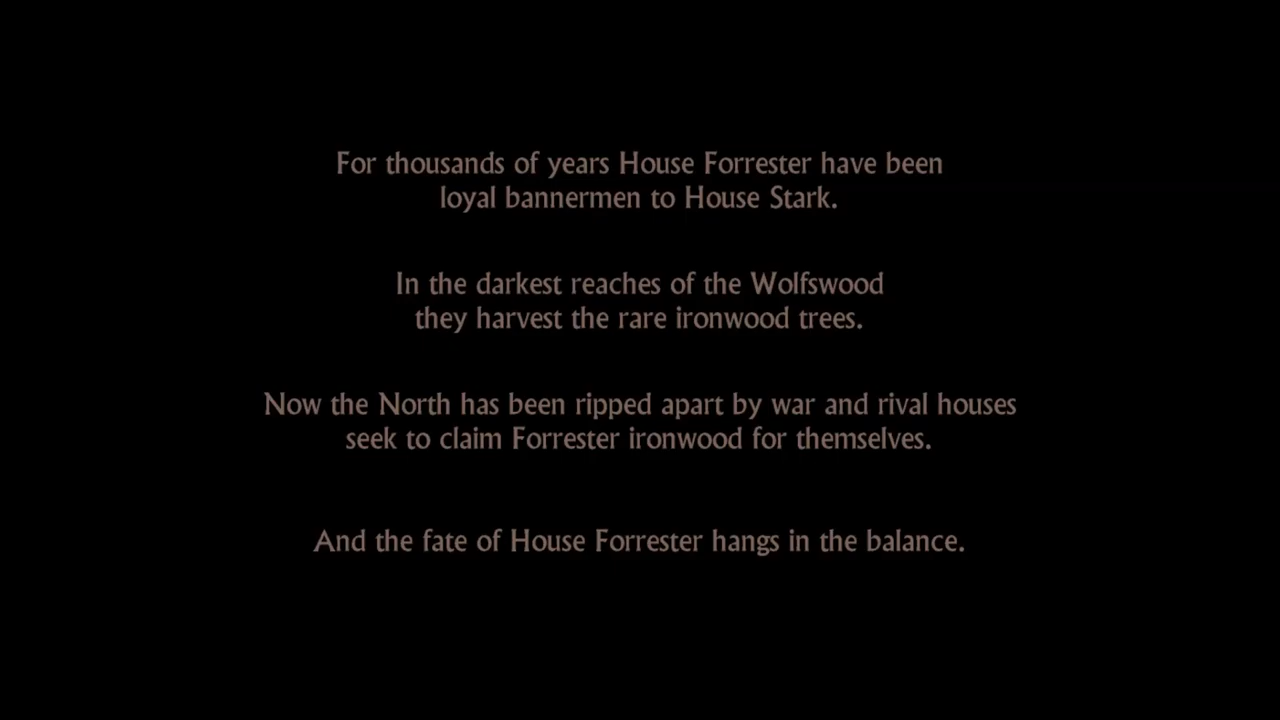 For thousands of years House Forrester have been
loyal bannermen to House Stark.
In the darkest reaches of the Wolfswood
they harvest the rare ironwood trees.
Now the North has been ripped apart by war and rival houses
seek to claim Forrester ironwood for themselves.
And the fate of House Forrester hangs in the balance.